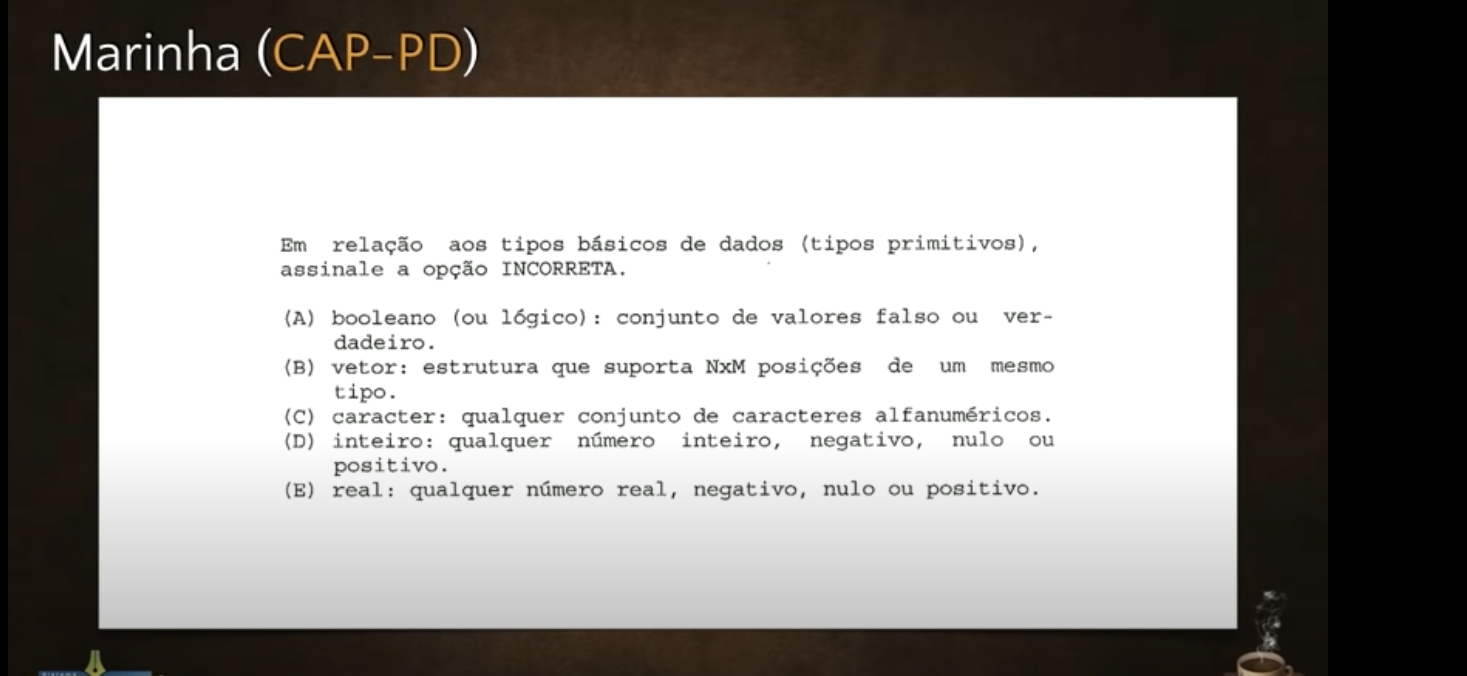 Marinha (CAP-PD)
Em relação aos tipos básicos de dados (tipos primitivos),
assinale a opção INCORRETA.
(A) booleano (ou lógico): conjunto de valores falso ou ver-
dadeiro.
(B) vetor: estrutura que suporta NxM posições de um mesmo
tipo.
(C) caracter: qualquer conjunto de caracteres alfanuméricos.
(D) inteiro: qualquer número inteiro, negativo, nulo ou
positivo.
(E) real: qualquer número real, negativo, nulo ou positivo.